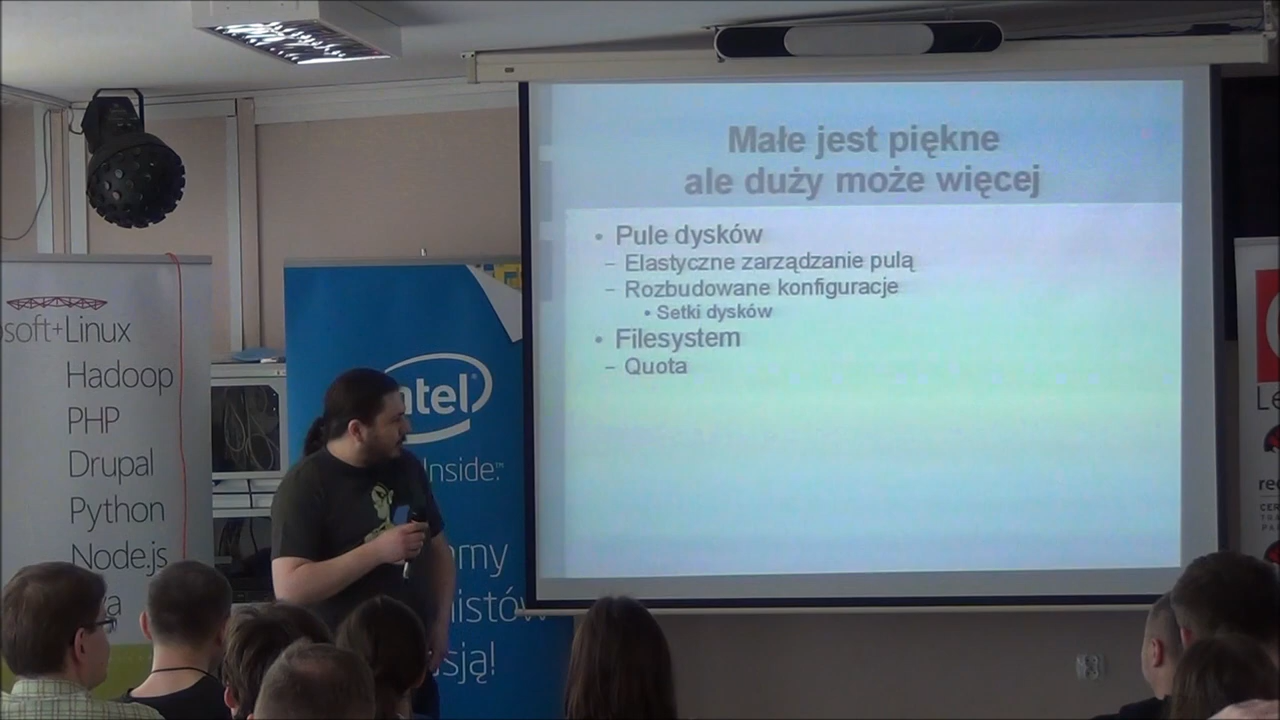 Małe jest piękne
ale duży może więcej
• Pule dysków
– Elastyczne zarządzanie pulą
– Rozbudowane konfiguracje
• Setki dysków
• Filesystem
– Quota
osoft+Linux
Hadoop
PHP
Drupal
Python
Node.js
intel
inside™